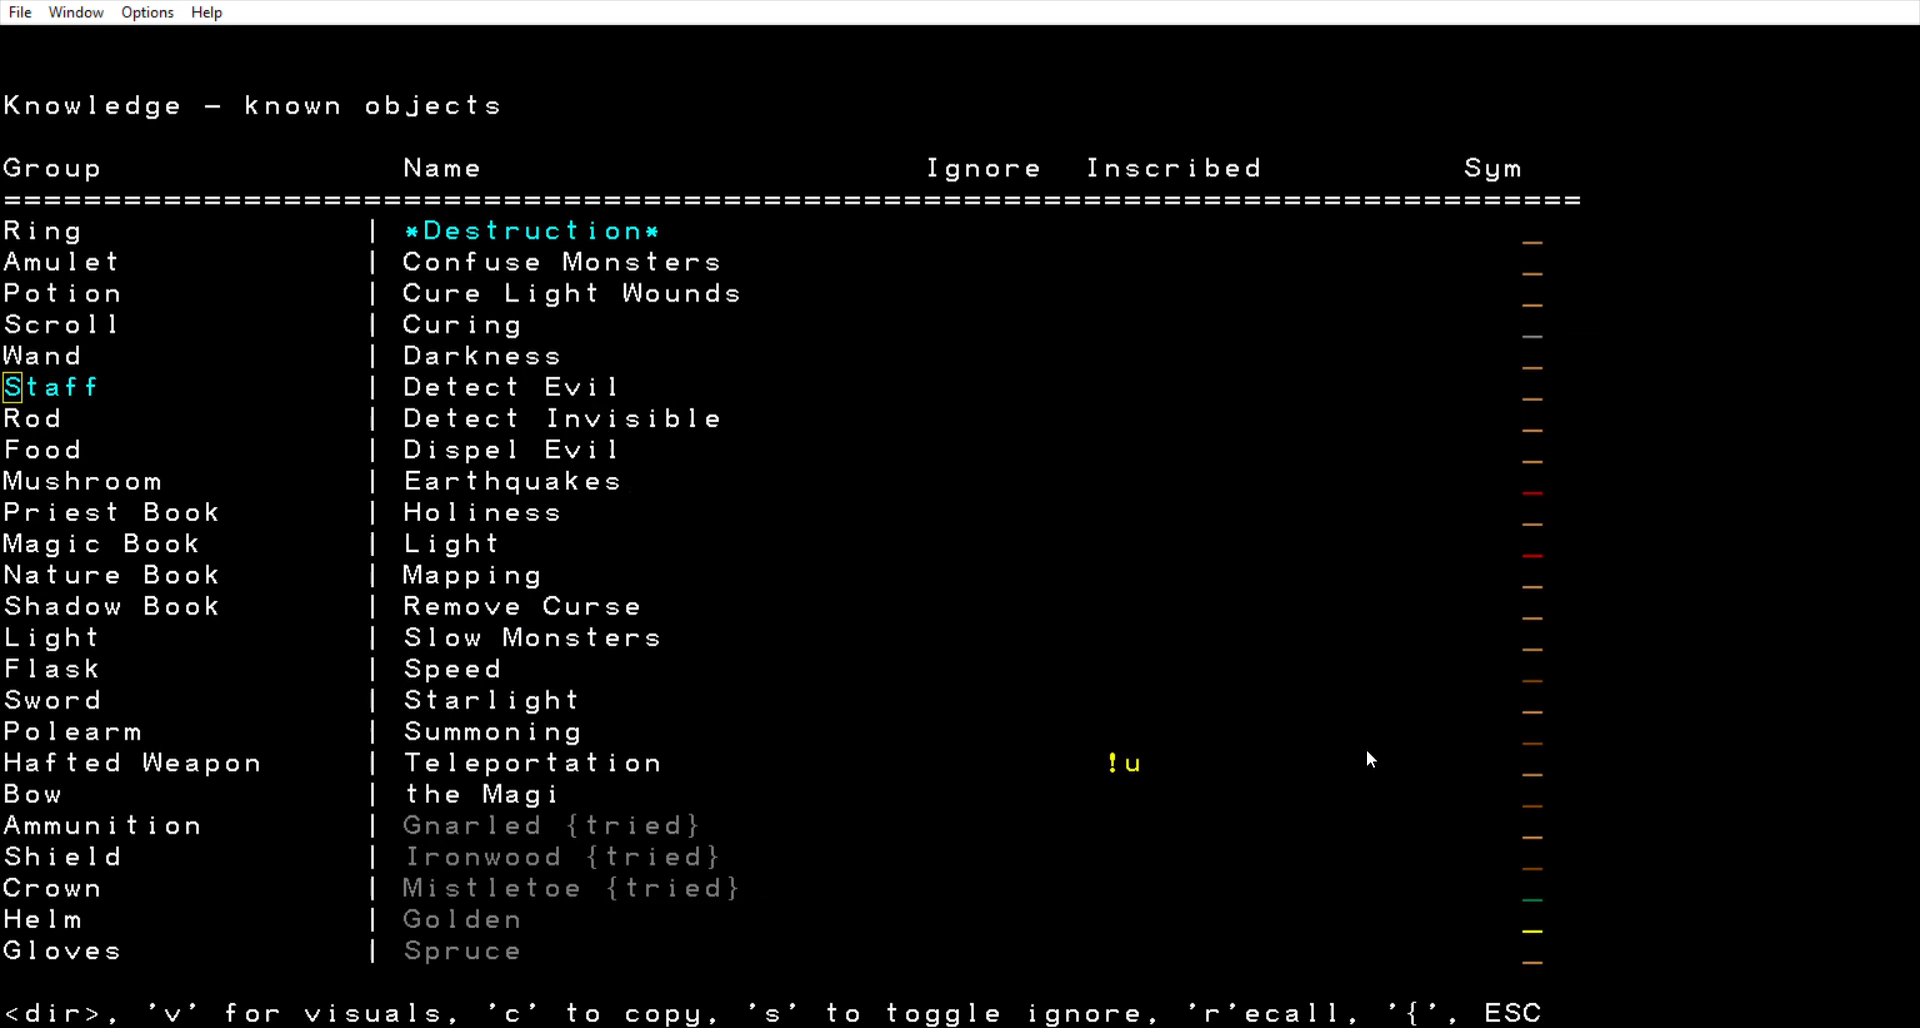 File Window Options Help
Knowledge – known objects
Group Name Ignore Inscribed Sym
===============================================================================
Ring | *Destruction* _
Amulet | Confuse Monsters _
Potion | Cure Light Wounds _
Scroll | Curing _
Wand | Darkness _
Staff | Detect Evil _
Rod | Detect Invisible _
Food | Dispel Evil _
Mushroom | Earthquakes _
Priest Book | Holiness _
Magic Book | Light _
Nature Book | Mapping _
Shadow Book | Remove Curse _
Light | Slow Monsters _
Flask | Speed _
Sword | Starlight _
Polearm | Summoning _
Hafted Weapon | Teleportation !u _
Bow | the Magi _
Ammunition | Gnarled {tried} _
Shield | Ironwood {tried} _
Crown | Mistletoe {tried} _
Helm | Golden _
Gloves | Spruce _
<dir>, 'v' for visuals, 'c' to copy, 's' to toggle ignore, 'r'ecall, '{', ESC